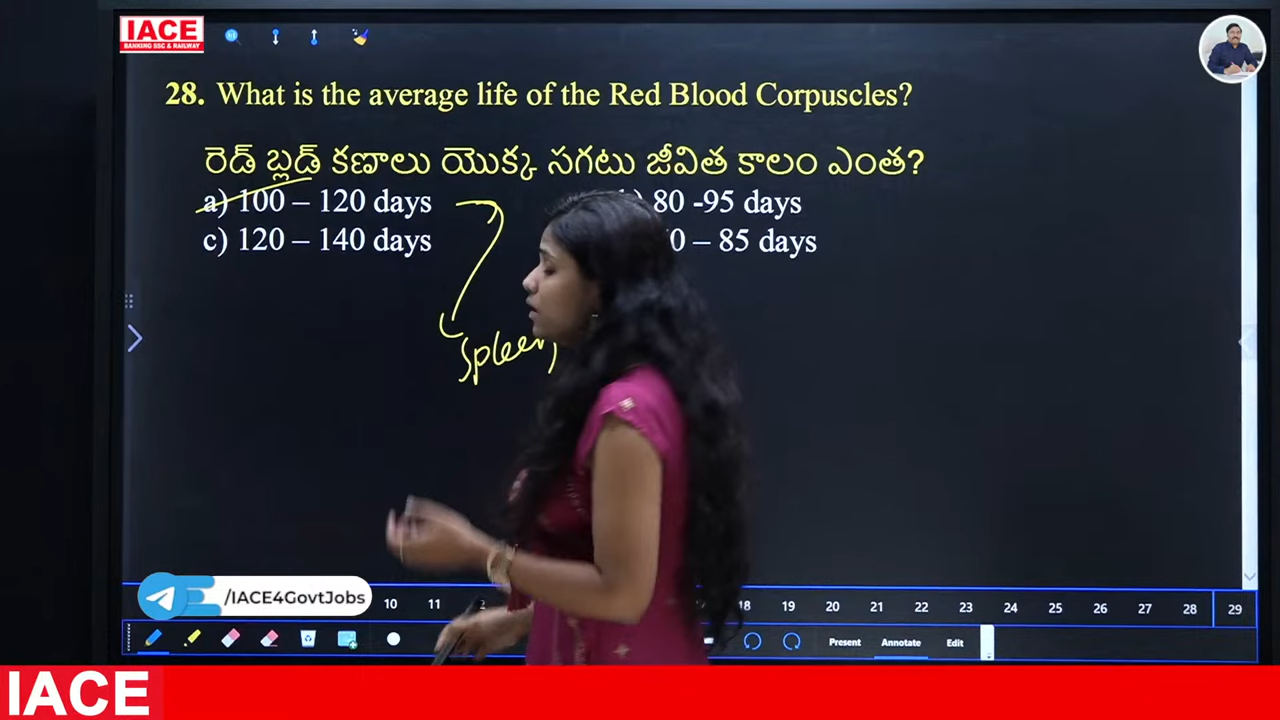 IACE
BANKING SSC & RAILWAY
28. What is the average life of the Red Blood Corpuscles?
రెడ్ బ్లడ్ కణాలు యొక్క సగటు జీవిత కాలం ఎంత?
a) 100 – 120 days
80 -95 days
c) 120 – 140 days
– 85 days
Spleen
/IACE4GovtJobs
10 11 18 19 20 21 22 23 24 25 26 27 28 29
Present Annotate Edit
IACE